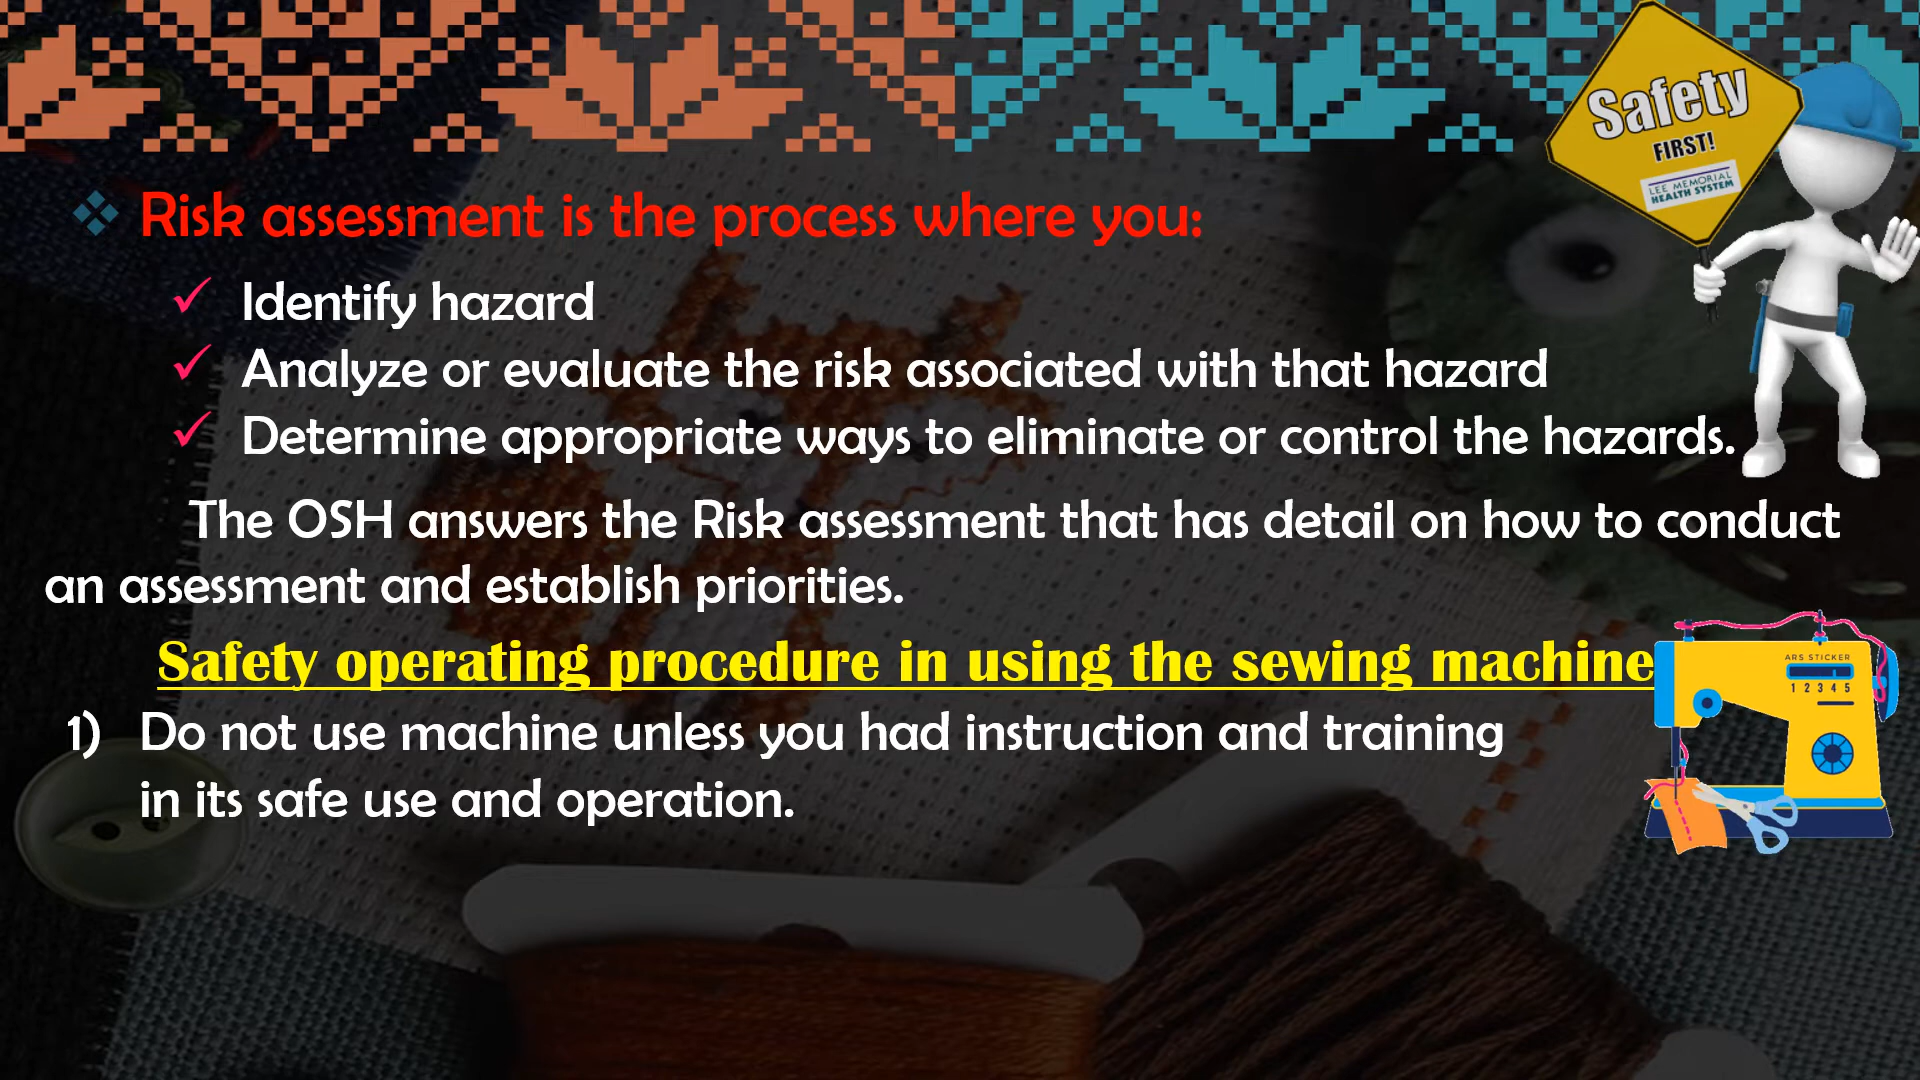 Safety
FIRST!
LEE MEMORIAL
HEALTH SYSTEM
Risk assessment is the process where you:
Identify hazard
Analyze or evaluate the risk associated with that hazard
Determine appropriate ways to eliminate or control the hazards.
The OSH answers the Risk assessment that has detail on how to conduct
an assessment and establish priorities.
Safety operating procedure in using the sewing machine
ARS STICKER
1 2 3 4 5
1) Do not use machine unless you had instruction and training
in its safe use and operation.